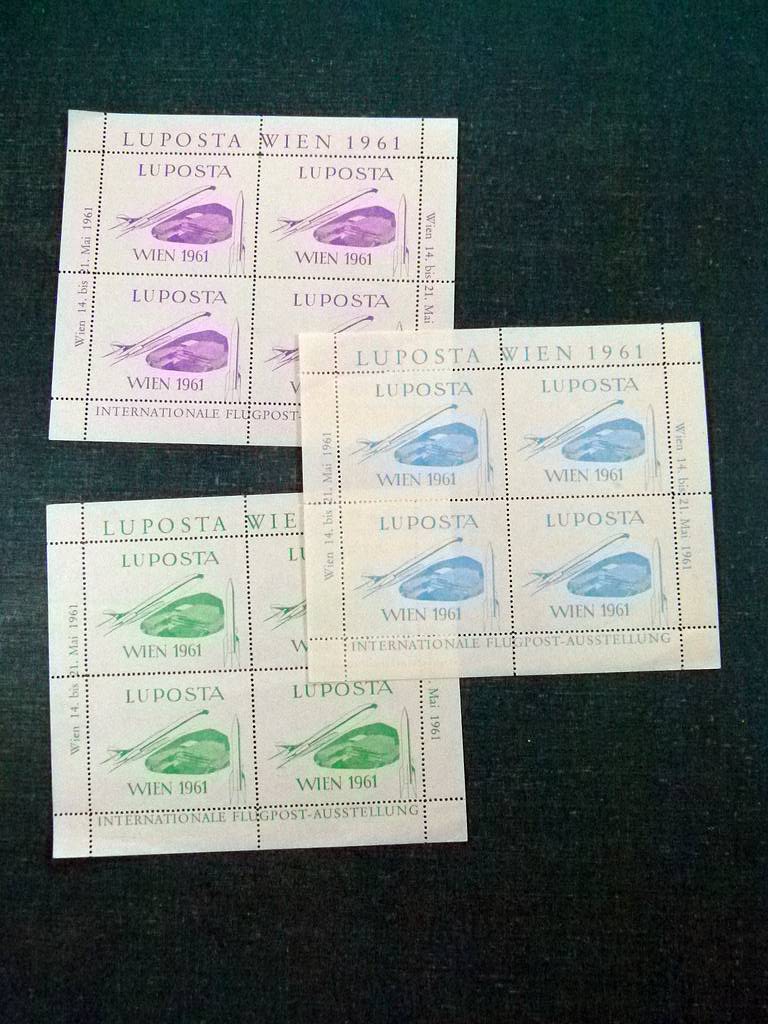 LUPOSTA WIEN 1961
LUPOSTA LUPOSTA
WIEN 1961 WIEN 1961
LUPOSTA LUPOSTA
WIEN 1961
Wien 14. bis 21. Mai 1961
Wien 14. bis 21. Mai
INTERNATIONALE FLUGPOST-
LUPOSTA WIEN 1961
LUPOSTA LUPOSTA
WIEN 1961 WIEN 1961
LUPOSTA LUPOSTA
WIEN 1961 WIEN 1961
Wien 14. bis 21. Mai 1961
Wien 14. bis 21. Mai 1961
INTERNATIONALE FLUGPOST-AUSSTELLUNG
LUPOSTA WIE
LUPOSTA LU
WIEN 1961 W
LUPOSTA LUPOSTA
WIEN 1961 WIEN 1961
Wien 14. bis 21. Mai 1961
Mai 1961
INTERNATIONALE FLUGPOST-AUSSTELLUNG